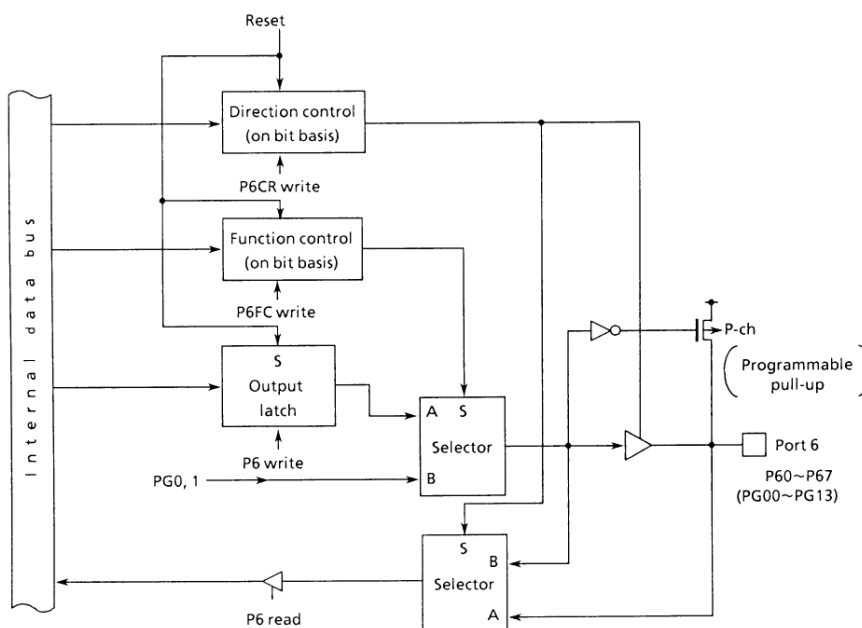 Reset
Direction control
(on bit basis)
P6CR write
Function control
(on bit basis)
P6FC write
S
Output
latch
P6 write
PG0, 1
A S
Selector
B
P-ch
Programmable
pull-up
Port 6
P60~P67
(PG00~PG13)
S
B
Selector
A
P6 read
Internal data bus